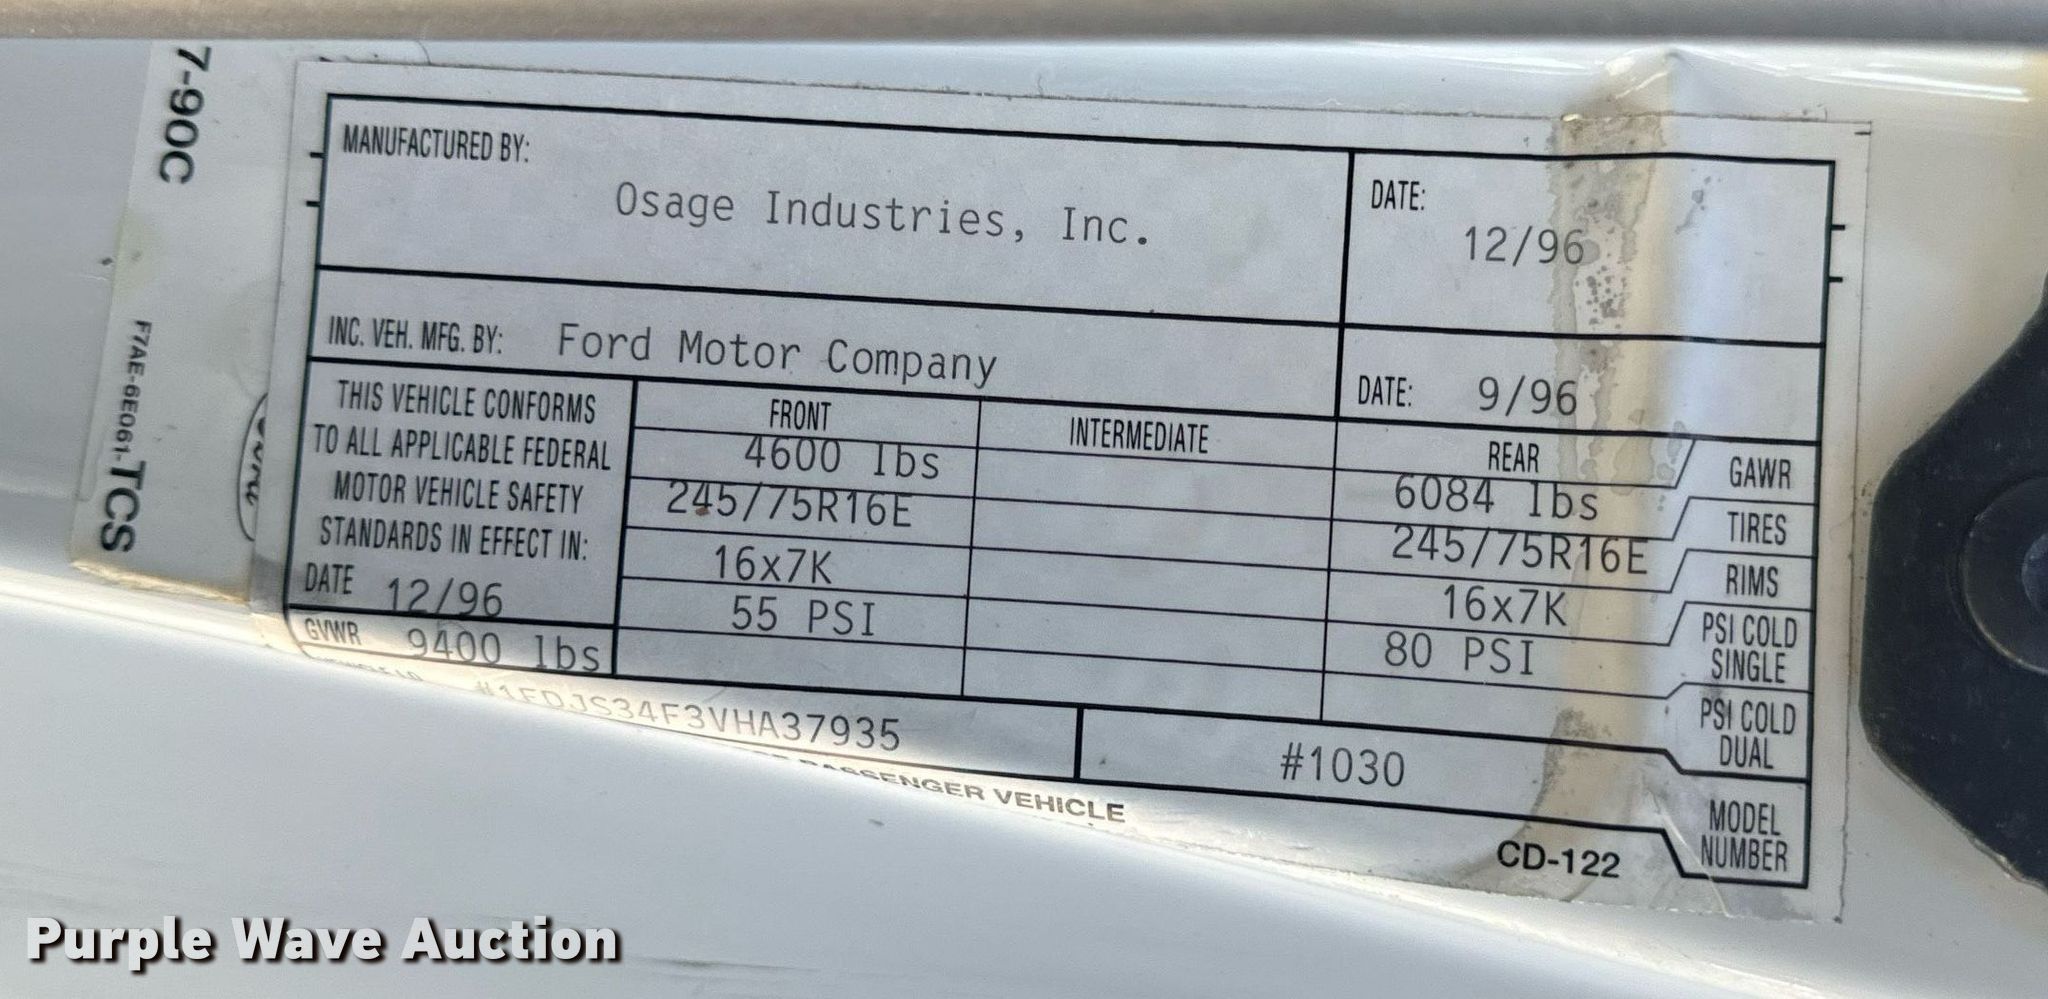 7-90C
F7AE-6E061-TCS
MANUFACTURED BY:
Osage Industries, Inc.
DATE:
12/96
INC. VEH. MFG. BY: Ford Motor Company
DATE: 9/96
THIS VEHICLE CONFORMS
TO ALL APPLICABLE FEDERAL
MOTOR VEHICLE SAFETY
STANDARDS IN EFFECT IN:
DATE 12/96
GVWR 9400 lbs
FRONT INTERMEDIATE REAR GAWR
4600 lbs 6084 lbs
245/75R16E 245/75R16E TIRES
16x7K 16x7K RIMS
55 PSI 80 PSI PSI COLD
SINGLE
PSI COLD
DUAL
#1FDJS34F3VHA37935 #1030
MODEL
NUMBER
PASSENGER VEHICLE
CD-122
Purple Wave Auction